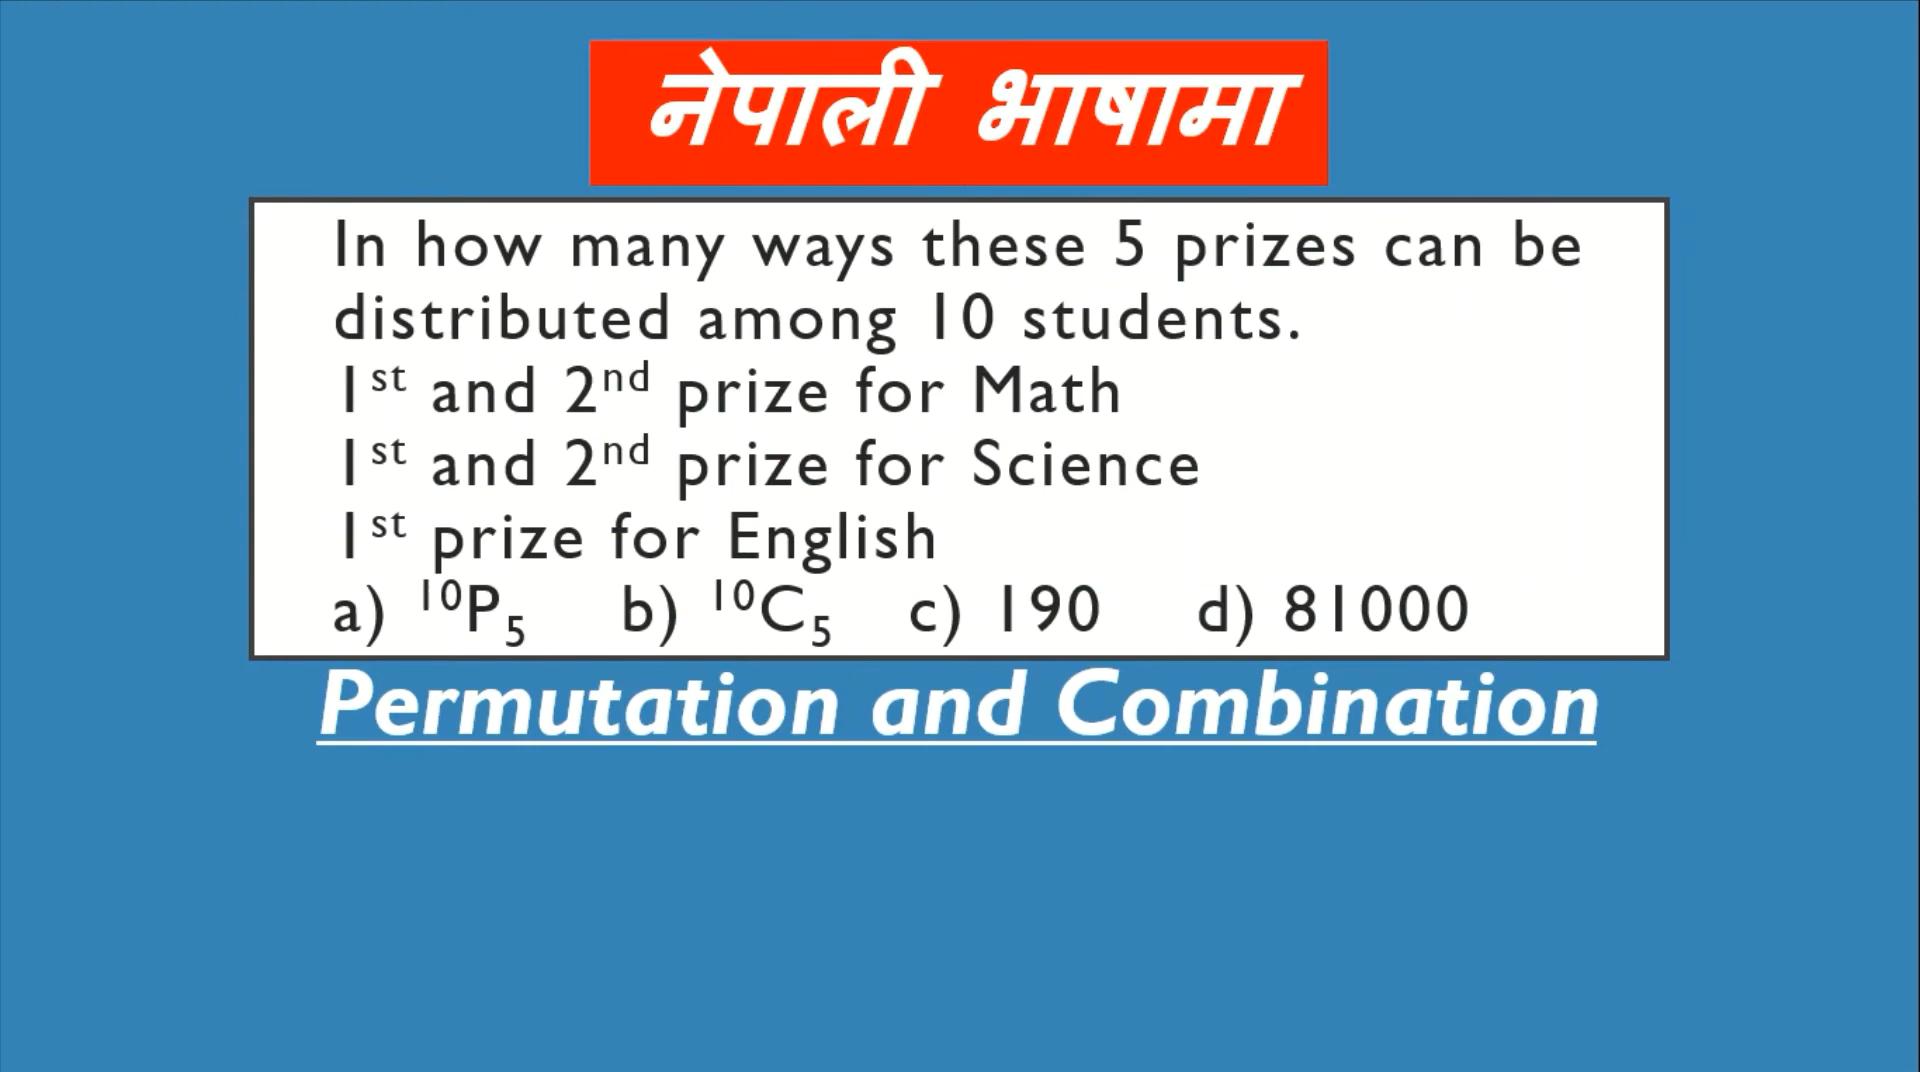 नेपाली भाषामा
In how many ways these 5 prizes can be
distributed among 10 students.
1st and 2nd prize for Math
1st and 2nd prize for Science
1st prize for English
a) ¹⁰P₅ b) ¹⁰C₅ c) 190 d) 81000
Permutation and Combination